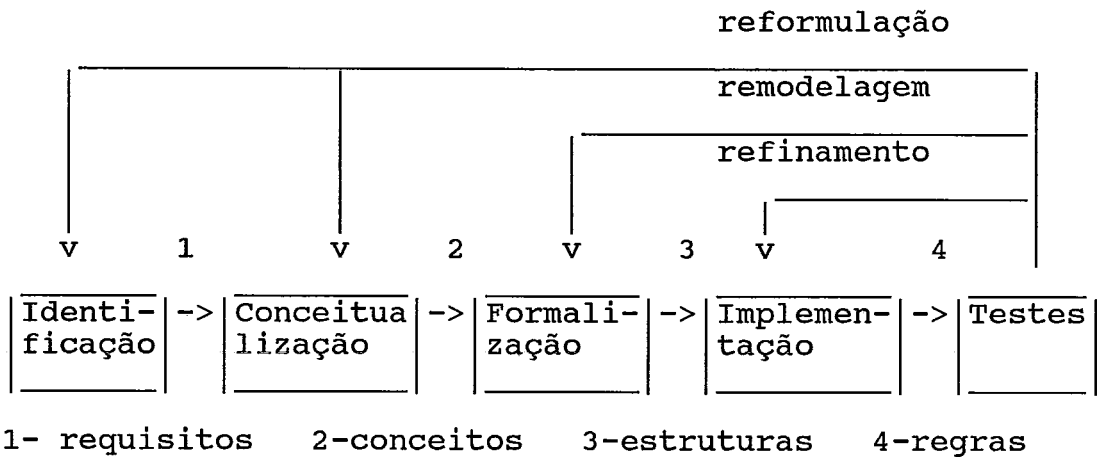 reformulação
remodelagem
refinamento
v 1 v 2 v 3 v 4
Identi- -> Conceitua -> Formali- -> Implemen- -> Testes
ficação lização zação tação
1- requisitos 2-conceitos 3-estruturas 4-regras